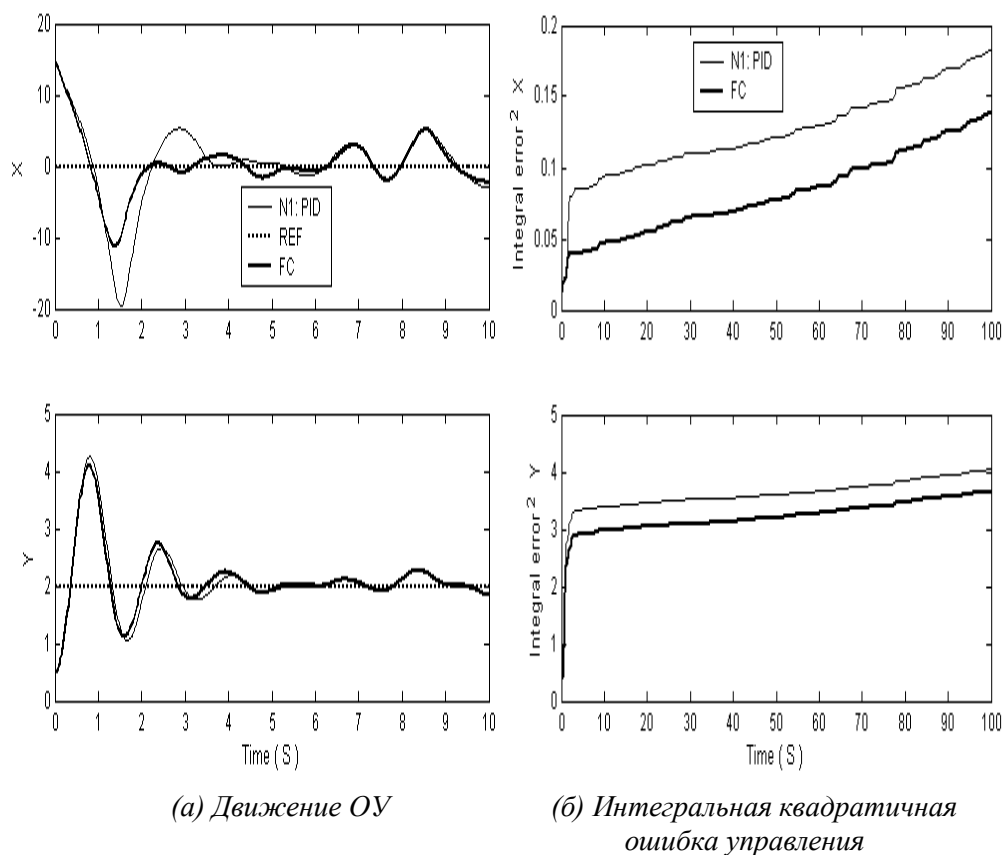 20
10
0
-10
-20
X
N1: PID
REF
FC
0 1 2 3 4 5 6 7 8 9 10
0.2
0.15
0.1
0.05
0
Integral error² X
N1: PID
FC
0 10 20 30 40 50 60 70 80 90 100
5
4
3
2
1
0
Y
0 1 2 3 4 5 6 7 8 9 10
Time ( S )
5
4
3
2
1
0
Integral error² Y
0 10 20 30 40 50 60 70 80 90 100
Time ( S )
(а) Движение ОУ
(б) Интегральная квадратичная
ошибка управления